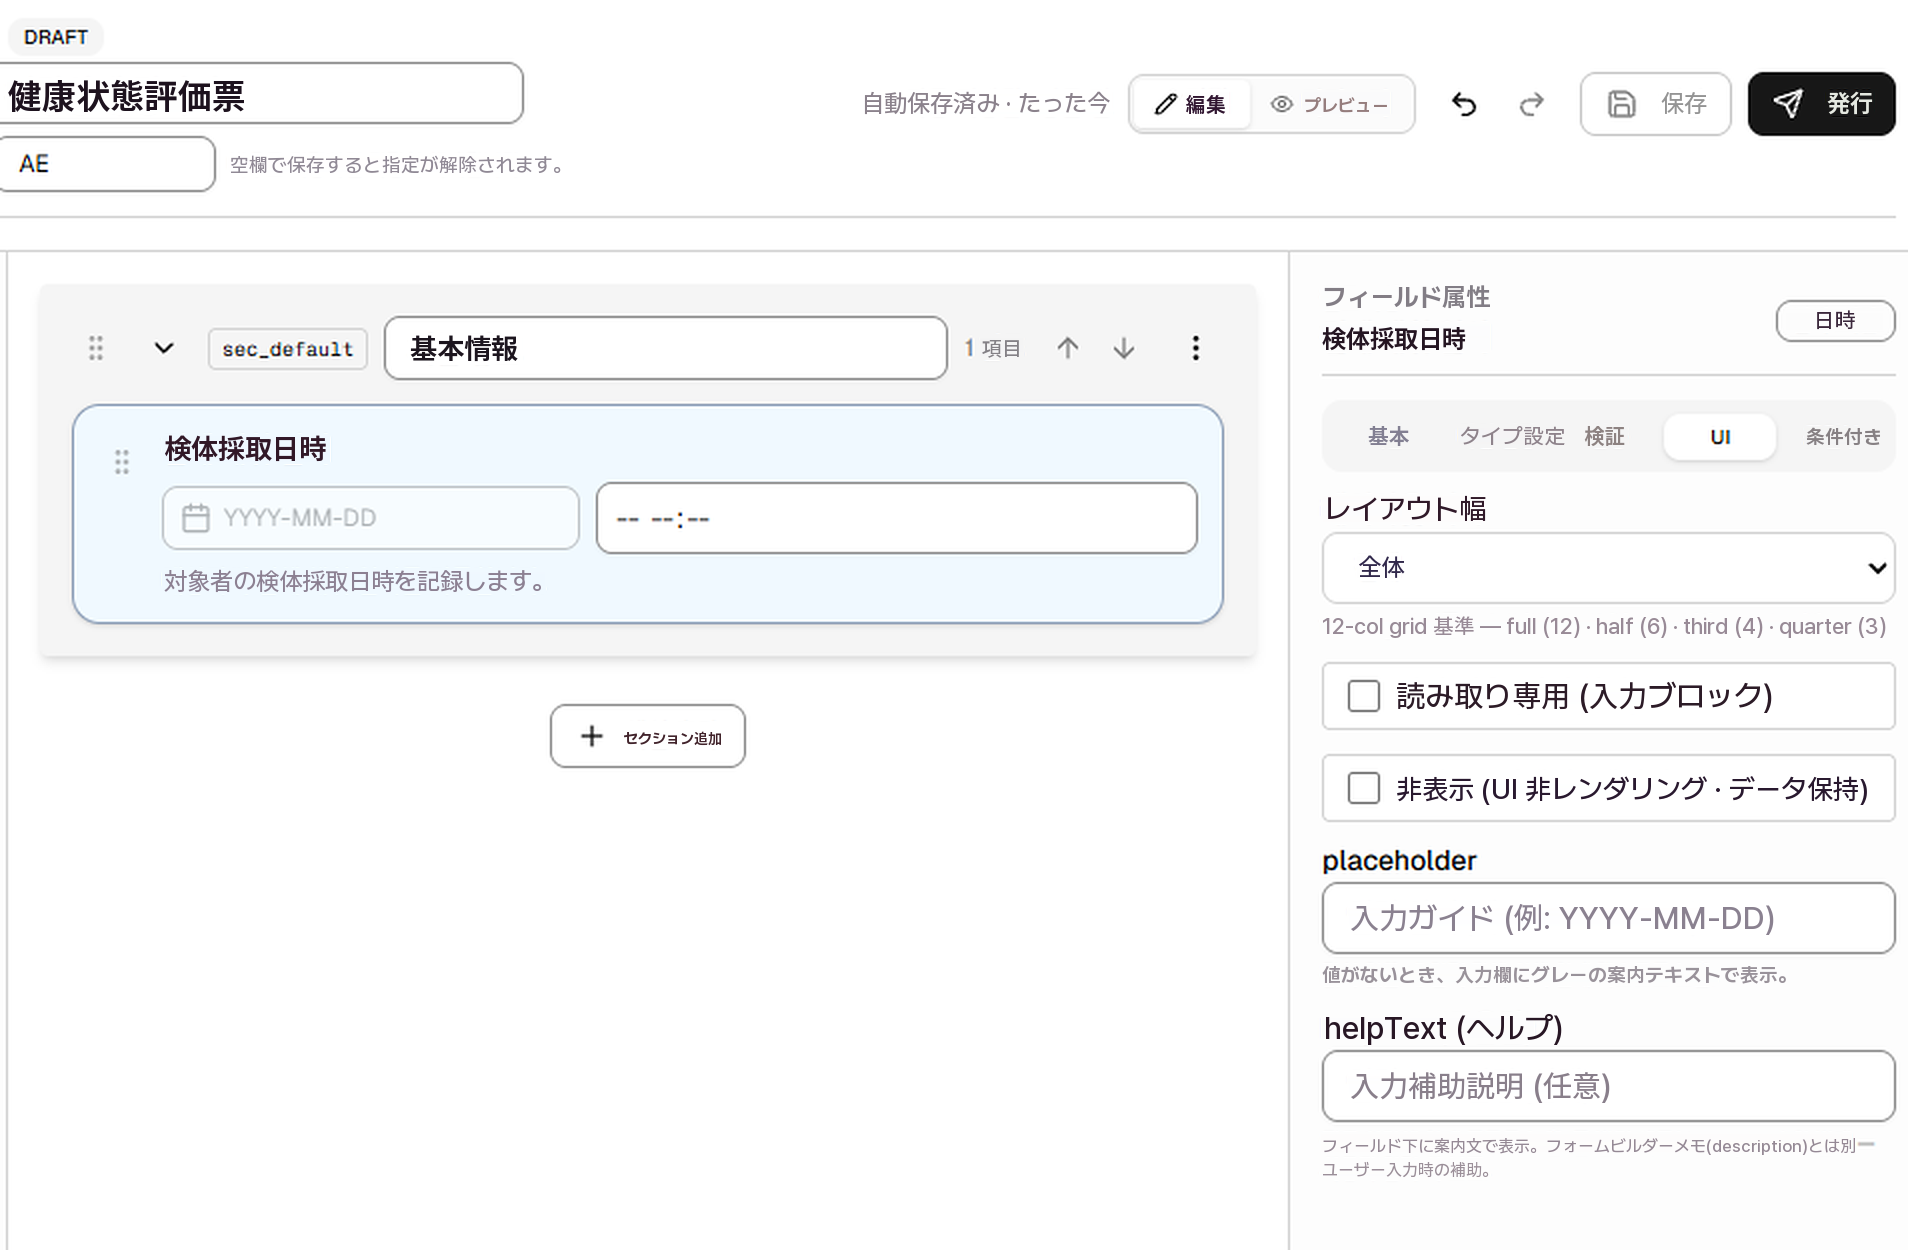 DRAFT
健康状態評価票
自動保存済み · たった今
編集
プレビュー
保存
発行
AE
空欄で保存すると指定が解除されます。
sec_default
基本情報
1 項目
検体採取日時
YYYY-MM-DD
-- --:--
対象者の検体採取日時を記録します。
セクション追加
フィールド属性
検体採取日時
日時
基本
タイプ設定
検証
UI
条件付き
レイアウト幅
全体
12-col grid 基準 — full (12) · half (6) · third (4) · quarter (3)
読み取り専用 (入力ブロック)
非表示 (UI 非レンダリング · データ保持)
placeholder
入力ガイド (例: YYYY-MM-DD)
値がないとき、入力欄にグレーの案内テキストで表示。
helpText (ヘルプ)
入力補助説明 (任意)
フィールド下に案内文で表示。フォームビルダーメモ(description)とは別ー
ユーザー入力時の補助。